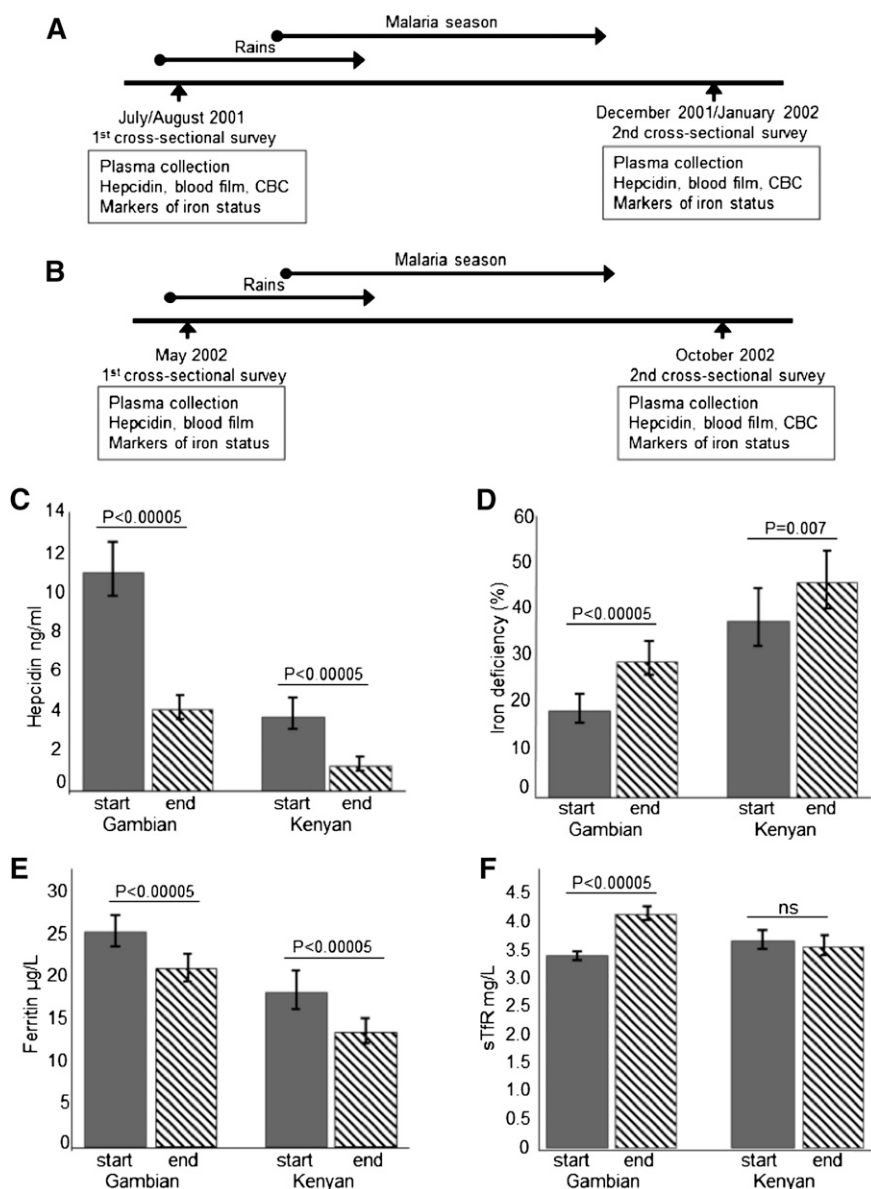 A
Malaria season
Rains
July/August 2001
1st cross-sectional survey
Plasma collection
Hepcidin, blood film, CBC
Markers of iron status
December 2001/January 2002
2nd cross-sectional survey
Plasma collection
Hepcidin, blood film, CBC
Markers of iron status
B
Malaria season
Rains
May 2002
1st cross-sectional survey
Plasma collection
Hepcidin, blood film
Markers of iron status
October 2002
2nd cross-sectional survey
Plasma collection
Hepcidin, blood film, CBC
Markers of iron status
C
Hepcidin ng/ml
14
12
10
8
6
4
2
0
P<0.00005
P<0.00005
start
end
start
end
Gambian
Kenyan
D
Iron deficiency (%)
60
50
40
30
20
10
0
P<0.00005
P=0.007
start
end
start
end
Gambian
Kenyan
E
Ferritin µg/L
30
25
20
15
10
5
0
P<0.00005
P<0.00005
start
end
start
end
Gambian
Kenyan
F
sTfR mg/L
4.5
4.0
3.5
3.0
2.5
2.0
1.5
1.0
0.5
0
P<0.00005
ns
start
end
start
end
Gambian
Kenyan